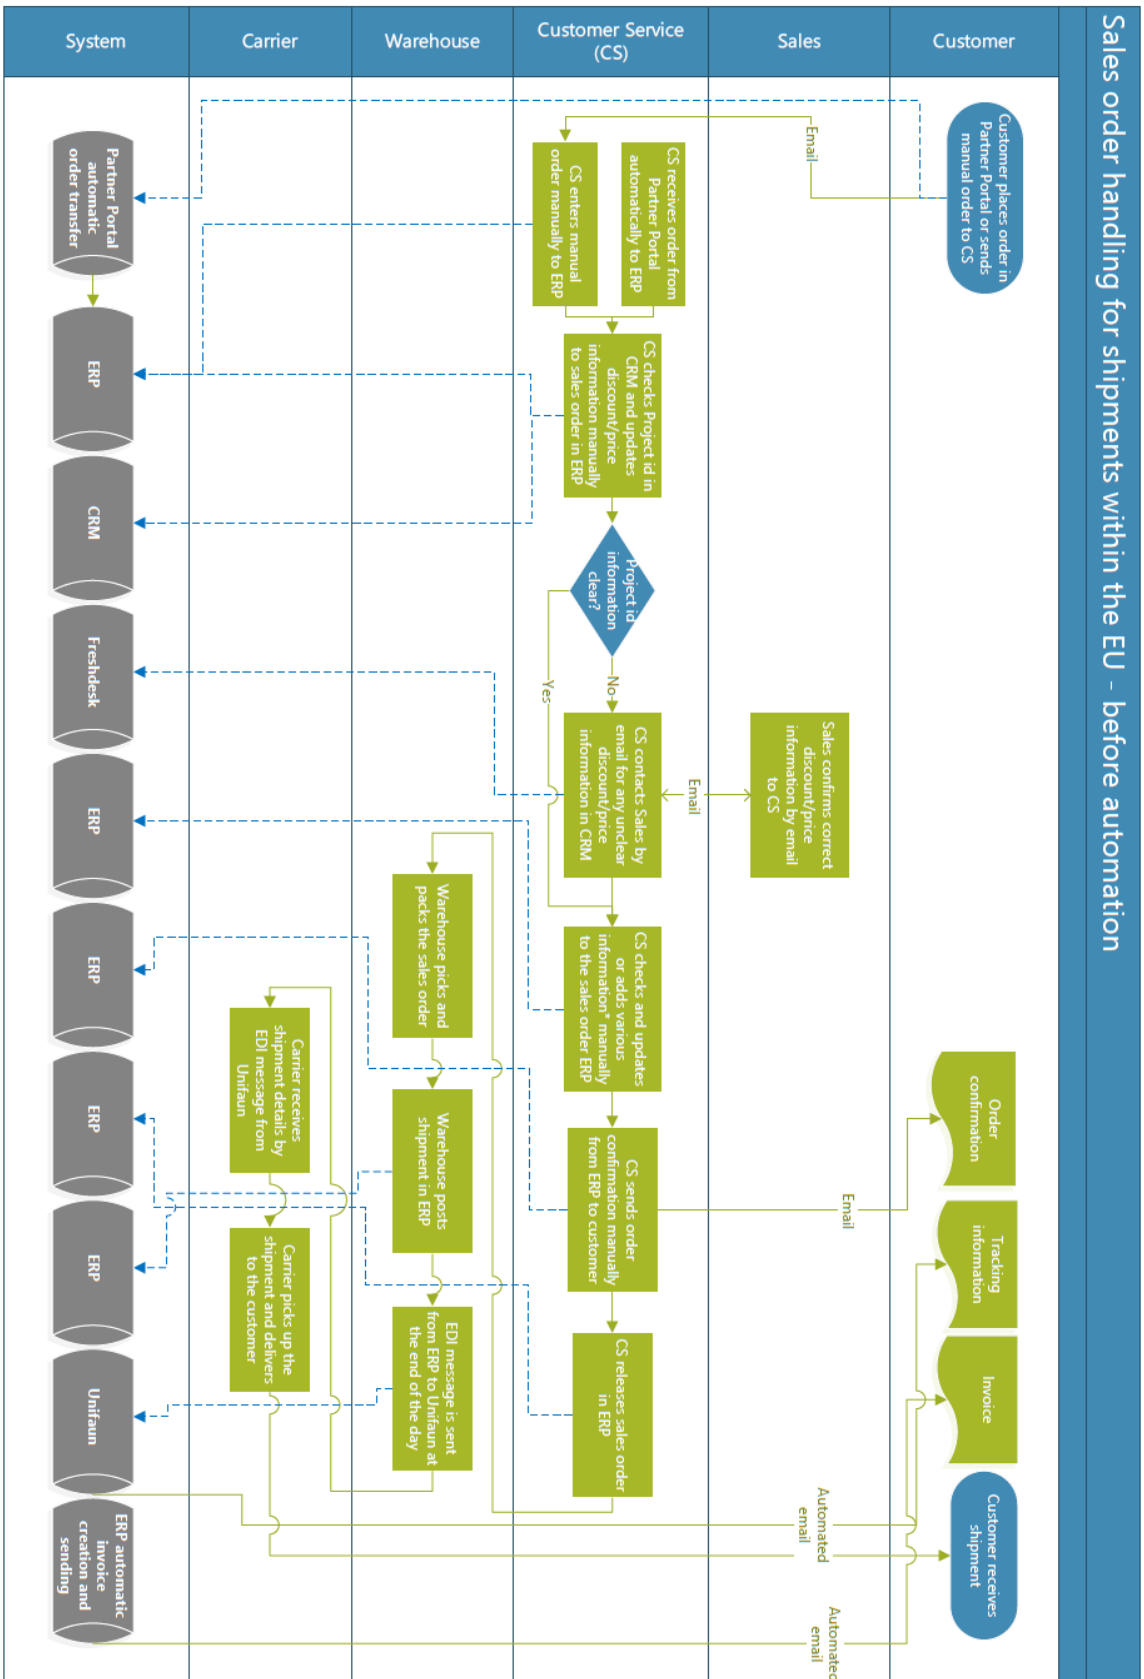 Sales order handling for shipments within the EU - before automation
Customer
Sales
Customer Service
(CS)
Warehouse
Carrier
System
Customer places order in
Partner Portal or sends
manual order to CS
Order
confirmation
Tracking
information
Invoice
Customer receives
shipment
Email
Sales confirms correct
discount/price
information by email
to CS
Email
Email
Automated
email
Automated
email
CS receives order from
Partner Portal
automatically to ERP
CS enters manual
order manually to ERP
CS checks Project id in
CRM and updates
discount/price
information manually
to sales order in ERP
Project id
information
clear?
No
Yes
CS contacts Sales by
email for any unclear
discount/price
information in CRM
CS checks and updates
or adds various
information* manually
to the sales order ERP
CS sends order
confirmation manually
from ERP to customer
CS releases sales order
in ERP
Warehouse picks and
packs the sales order
Warehouse posts
shipment in ERP
EDI message is sent
from ERP to Unifaun at
the end of the day
Carrier receives
shipment details by
EDI message from
Unifaun
Carrier picks up the
shipment and delivers
to the customer
Partner Portal
automatic
order transfer
ERP
CRM
Freshdesk
ERP
ERP
ERP
ERP
Unifaun
ERP automatic
invoice
creation and
sending